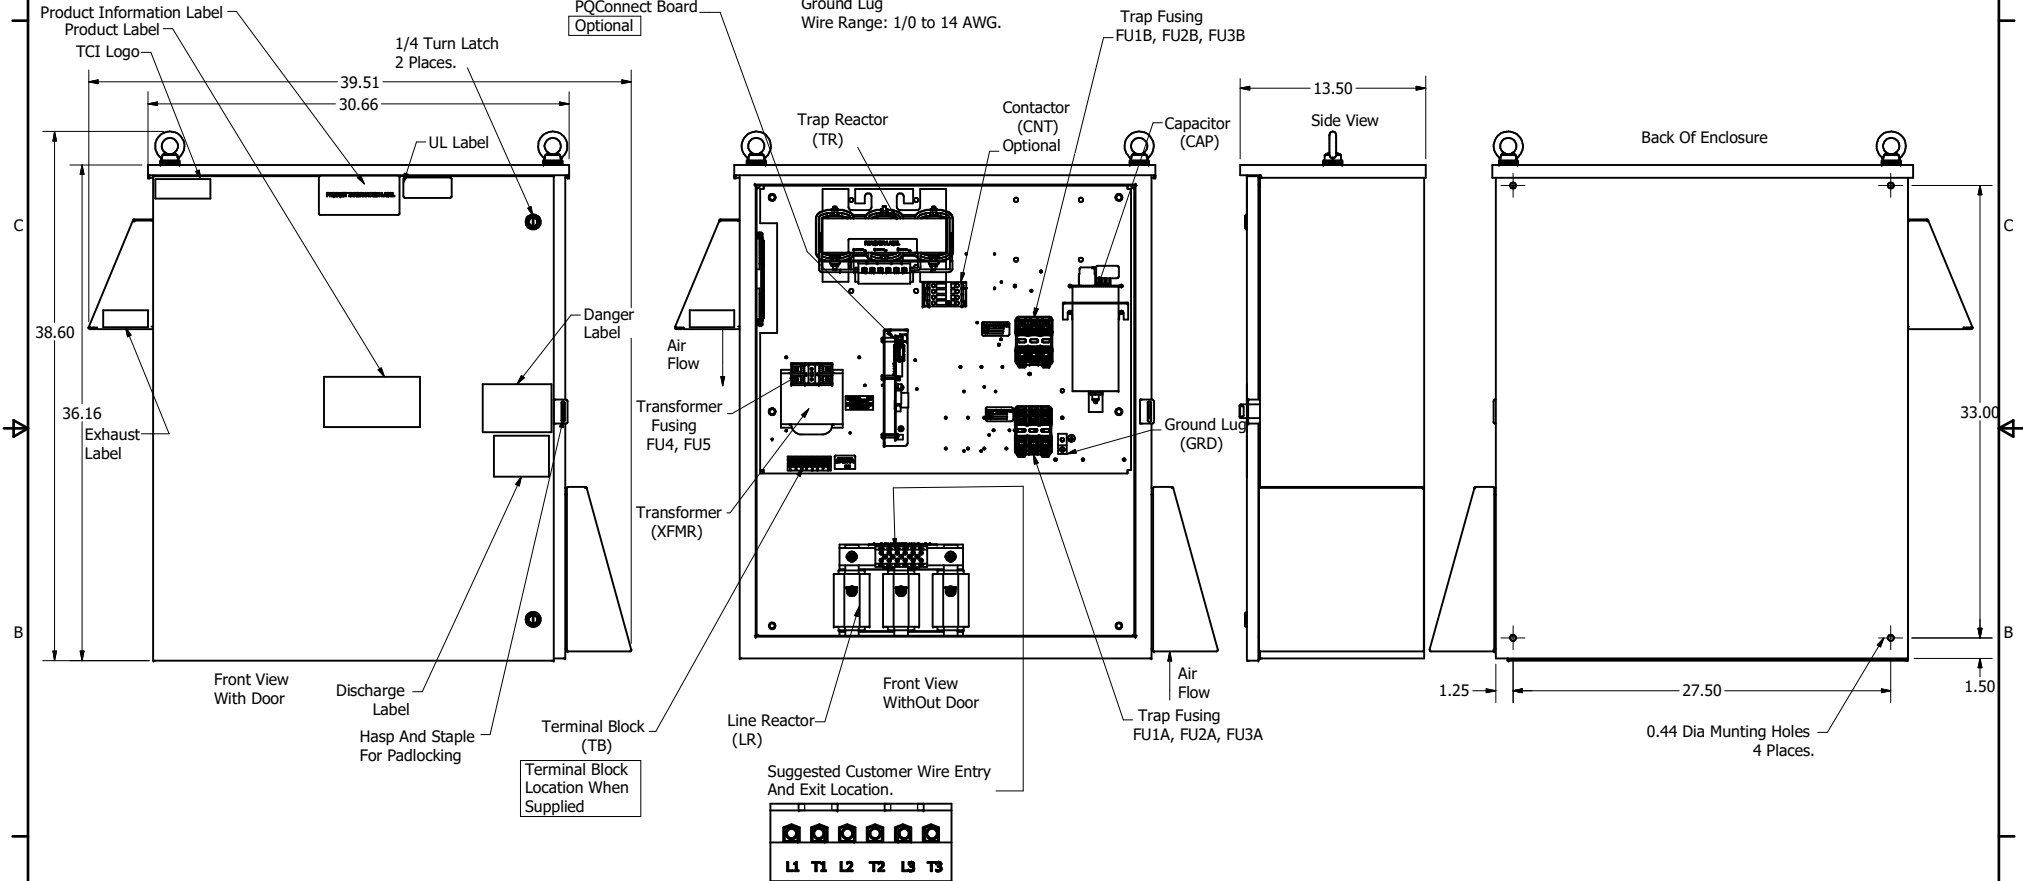 Product Information Label
Product Label
TCI Logo
1/4 Turn Latch
2 Places.
39.51
30.66
UL Label
38.60
36.16
Exhaust
Label
Danger
Label
Front View
With Door
Discharge
Label
Hasp And Staple
For Padlocking
PQConnect Board
Optional
Ground Lug
Wire Range: 1/0 to 14 AWG.
Trap Fusing
FU1B, FU2B, FU3B
Trap Reactor
(TR)
Contactor
(CNT)
Optional
Capacitor
(CAP)
Air
Flow
Transformer
Fusing
FU4, FU5
Transformer
(XFMR)
Ground Lug
(GRD)
Terminal Block
(TB)
Terminal Block
Location When
Supplied
Line Reactor
(LR)
Front View
WithOut Door
Air
Flow
Trap Fusing
FU1A, FU2A, FU3A
Suggested Customer Wire Entry
And Exit Location.
L1 T1 L2 T2 L3 T3
13.50
Side View
Back Of Enclosure
33.00
1.25
27.50
1.50
0.44 Dia Munting Holes
4 Places.
C
B
C
B